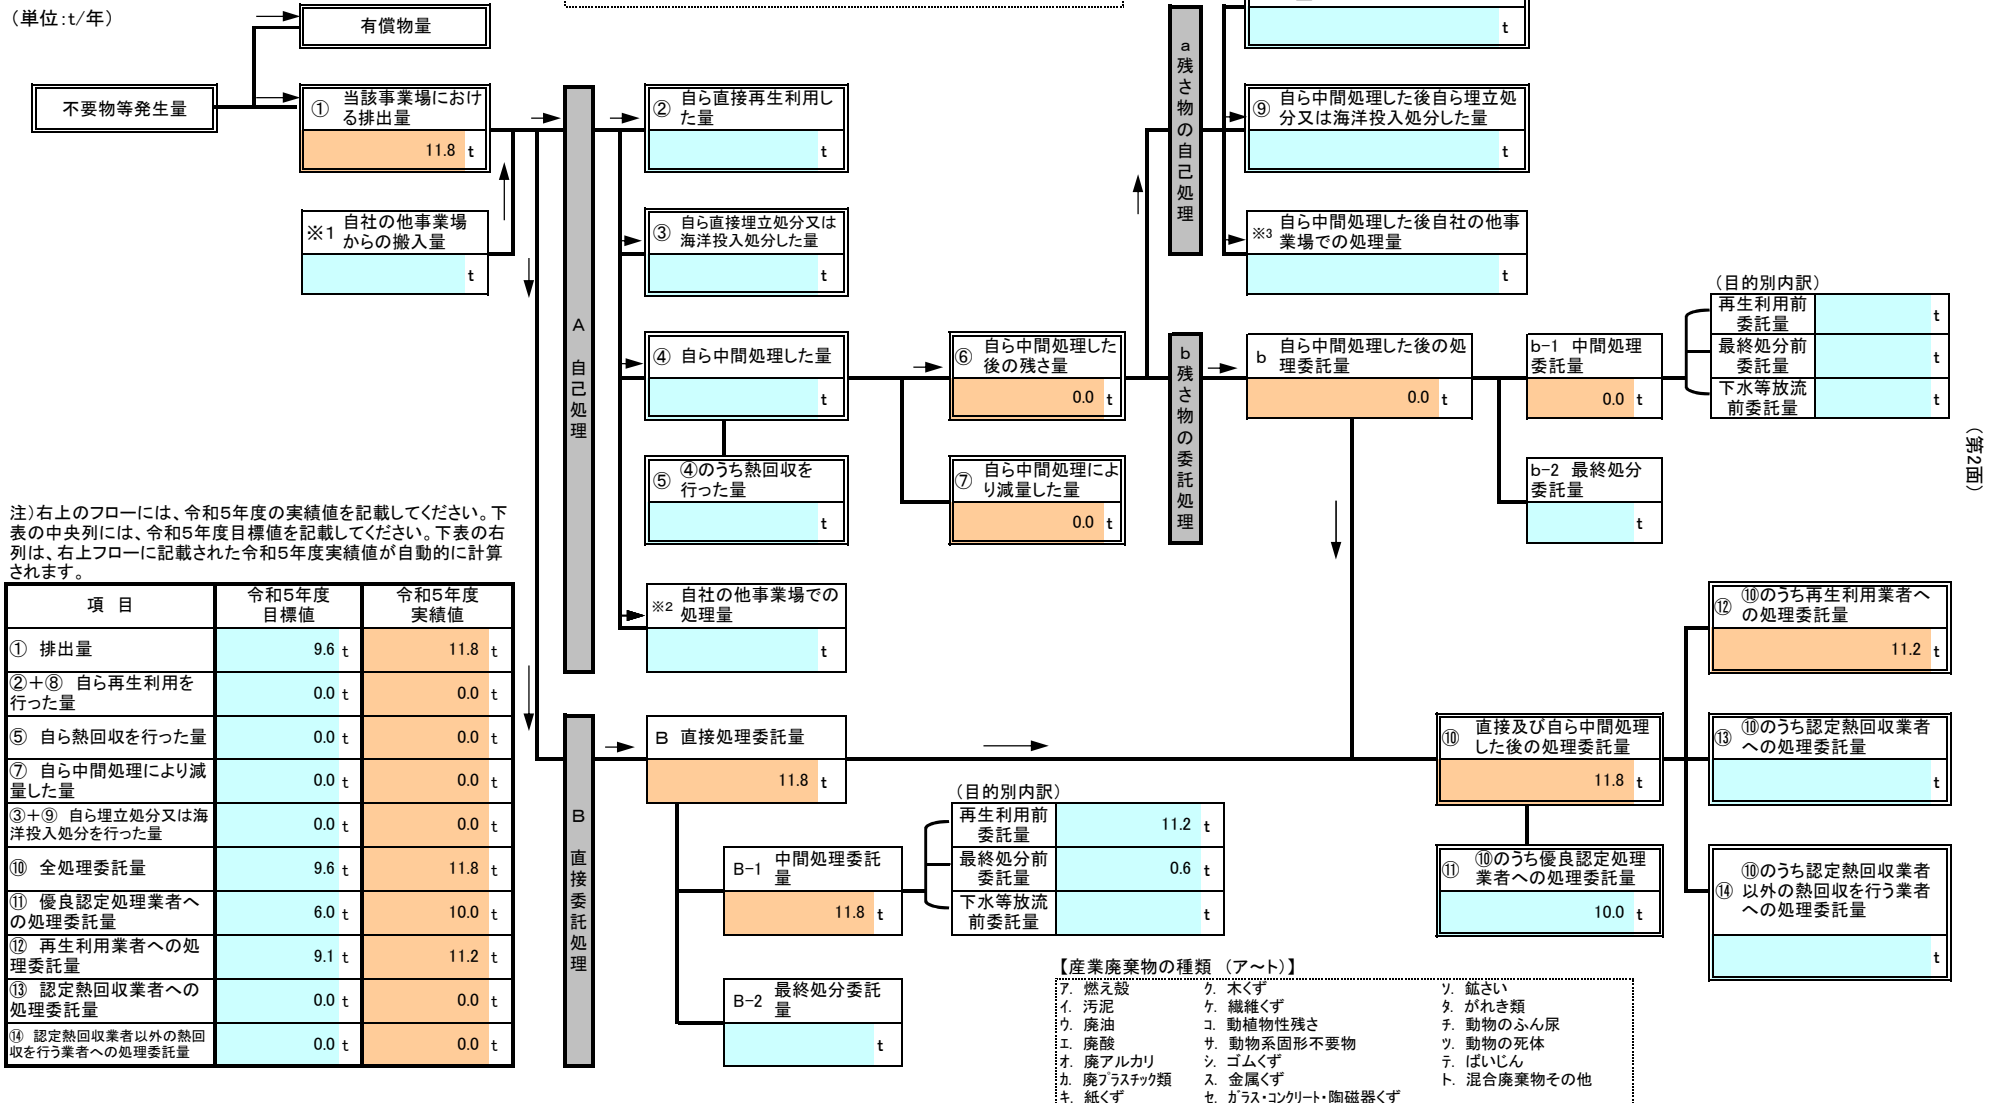 (単位:t/年)
有償物量
不要物等発生量
① 当該事業場におけ
る排出量
11.8 t
※1 自社の他事業場
からの搬入量
t
A 自己処理
② 自ら直接再生利用し
た量
t
③ 自ら直接埋立処分又は
海洋投入処分した量
t
④ 自ら中間処理した量
t
⑤ ④のうち熱回収を
行った量
t
※2 自社の他事業場での
処理量
t
⑥ 自ら中間処理した
後の残さ量
0.0 t
⑦ 自ら中間処理によ
り減量した量
0.0 t
a残さ物の自己処理
t
⑨ 自ら中間処理した後自ら埋立処
分又は海洋投入処分した量
t
※3 自ら中間処理した後自社の他事
業場での処理量
t
b残さ物の委託処理
b 自ら中間処理した後の処
理委託量
0.0 t
b-1 中間処理
委託量
0.0 t
b-2 最終処分
委託量
t
(目的別内訳)
再生利用前
委託量
t
最終処分前
委託量
t
下水等放流
前委託量
t
(第2面)
注)右上のフローには、令和5年度の実績値を記載してください。下
表の中央列には、令和5年度目標値を記載してください。下表の右
列は、右上フローに記載された令和5年度実績値が自動的に計算
されます。
項 目
令和5年度
目標値
令和5年度
実績値
① 排出量
9.6 t
11.8 t
②+⑧ 自ら再生利用を
行った量
0.0 t
0.0 t
⑤ 自ら熱回収を行った量
0.0 t
0.0 t
⑦ 自ら中間処理により減
量した量
0.0 t
0.0 t
③+⑨ 自ら埋立処分又は海
洋投入処分を行った量
0.0 t
0.0 t
⑩ 全処理委託量
9.6 t
11.8 t
⑪ 優良認定処理業者へ
の処理委託量
6.0 t
10.0 t
⑫ 再生利用業者への処
理委託量
9.1 t
11.2 t
⑬ 認定熱回収業者への
処理委託量
0.0 t
0.0 t
⑭ 認定熱回収業者以外の熱回
収を行う業者への処理委託量
0.0 t
0.0 t
B 直接委託処理
B 直接処理委託量
11.8 t
B-1 中間処理委託
量
11.8 t
B-2 最終処分委託
量
t
(目的別内訳)
再生利用前
委託量
11.2 t
最終処分前
委託量
0.6 t
下水等放流
前委託量
t
⑩ 直接及び自ら中間処理
した後の処理委託量
11.8 t
⑪ ⑩のうち優良認定処理
業者への処理委託量
10.0 t
⑫ ⑩のうち再生利用業者へ
の処理委託量
11.2 t
⑬ ⑩のうち認定熱回収業者
への処理委託量
t
⑭ ⑩のうち認定熱回収業者
以外の熱回収を行う業者
への処理委託量
t
【産業廃棄物の種類 (ア~ト)】
ア. 燃え殻
イ. 汚泥
ウ. 廃油
エ. 廃酸
オ. 廃アルカリ
カ. 廃プラスチック類
キ. 紙くず
ク. 木くず
ケ. 繊維くず
コ. 動植物性残さ
サ. 動物系固形不要物
シ. ゴムくず
ス. 金属くず
セ. ガラス・コンクリート・陶磁器くず
ソ. 鉱さい
タ. がれき類
チ. 動物のふん尿
ツ. 動物の死体
テ. ばいじん
ト. 混合廃棄物その他